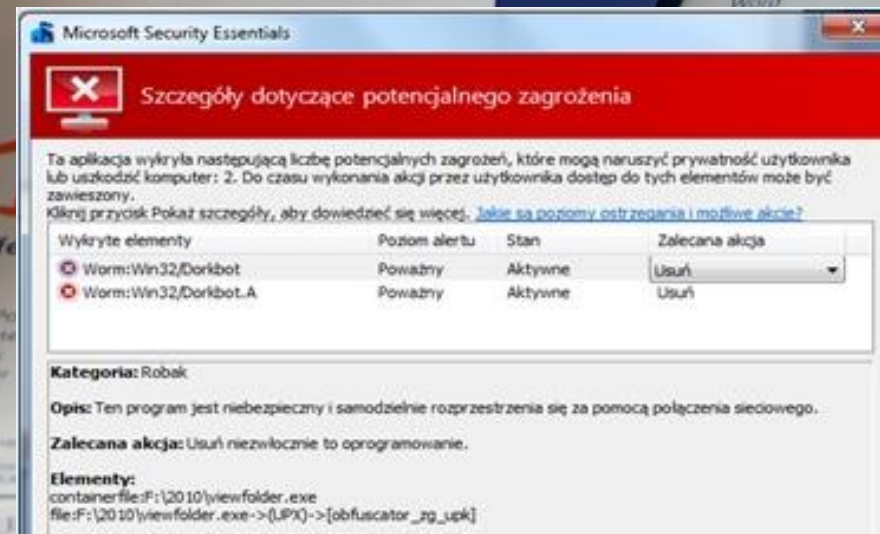 Word
Microsoft Security Essentials
Szczegóły dotyczące potencjalnego zagrożenia
Ta aplikacja wykryła następującą liczbę potencjalnych zagrożeń, które mogą naruszyć prywatność użytkownika
lub uszkodzić komputer: 2. Do czasu wykonania akcji przez użytkownika dostęp do tych elementów może być
zawieszony.
Kliknij przycisk Pokaż szczegóły, aby dowiedzieć się więcej. Jakie są poziomy ostrzegania i możliwe akcje?
Wykryte elementy Poziom alertu Stan Zalecana akcja
Worm:Win32/Dorkbot Poważny Aktywne Usuń
Worm:Win32/Dorkbot.A Poważny Aktywne Usuń
Kategoria: Robak
Opis: Ten program jest niebezpieczny i samodzielnie rozprzestrzenia się za pomocą połączenia sieciowego.
Zalecana akcja: Usuń niezwłocznie to oprogramowanie.
Elementy:
containerfile:F:\2010\viewfolder.exe
file:F:\2010\viewfolder.exe->(UPX)->[obfuscator_zg_upk]